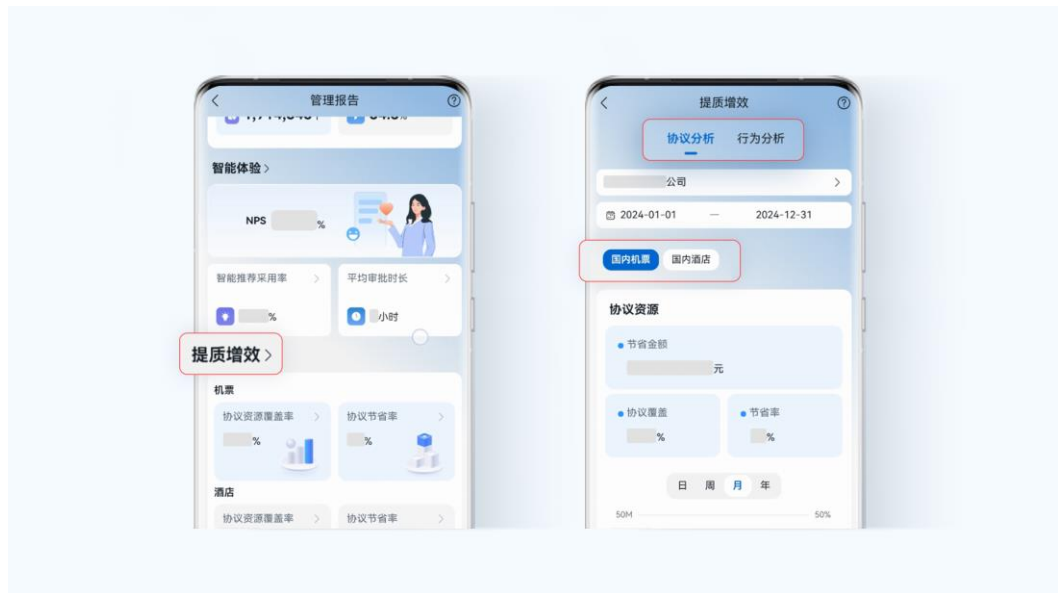 管理报告
智能体验 >
NPS %
智能推荐采用率 >
平均审批时长 >
%
小时
提质增效 >
机票
协议资源覆盖率 >
协议节省率 >
%
%
酒店
协议资源覆盖率 >
协议节省率 >
提质增效
协议分析 行为分析
公司 >
2024-01-01 — 2024-12-31
国内机票 国内酒店
协议资源
节省金额
元
协议覆盖
节省率
%
%
日 周 月 年
50M 50%